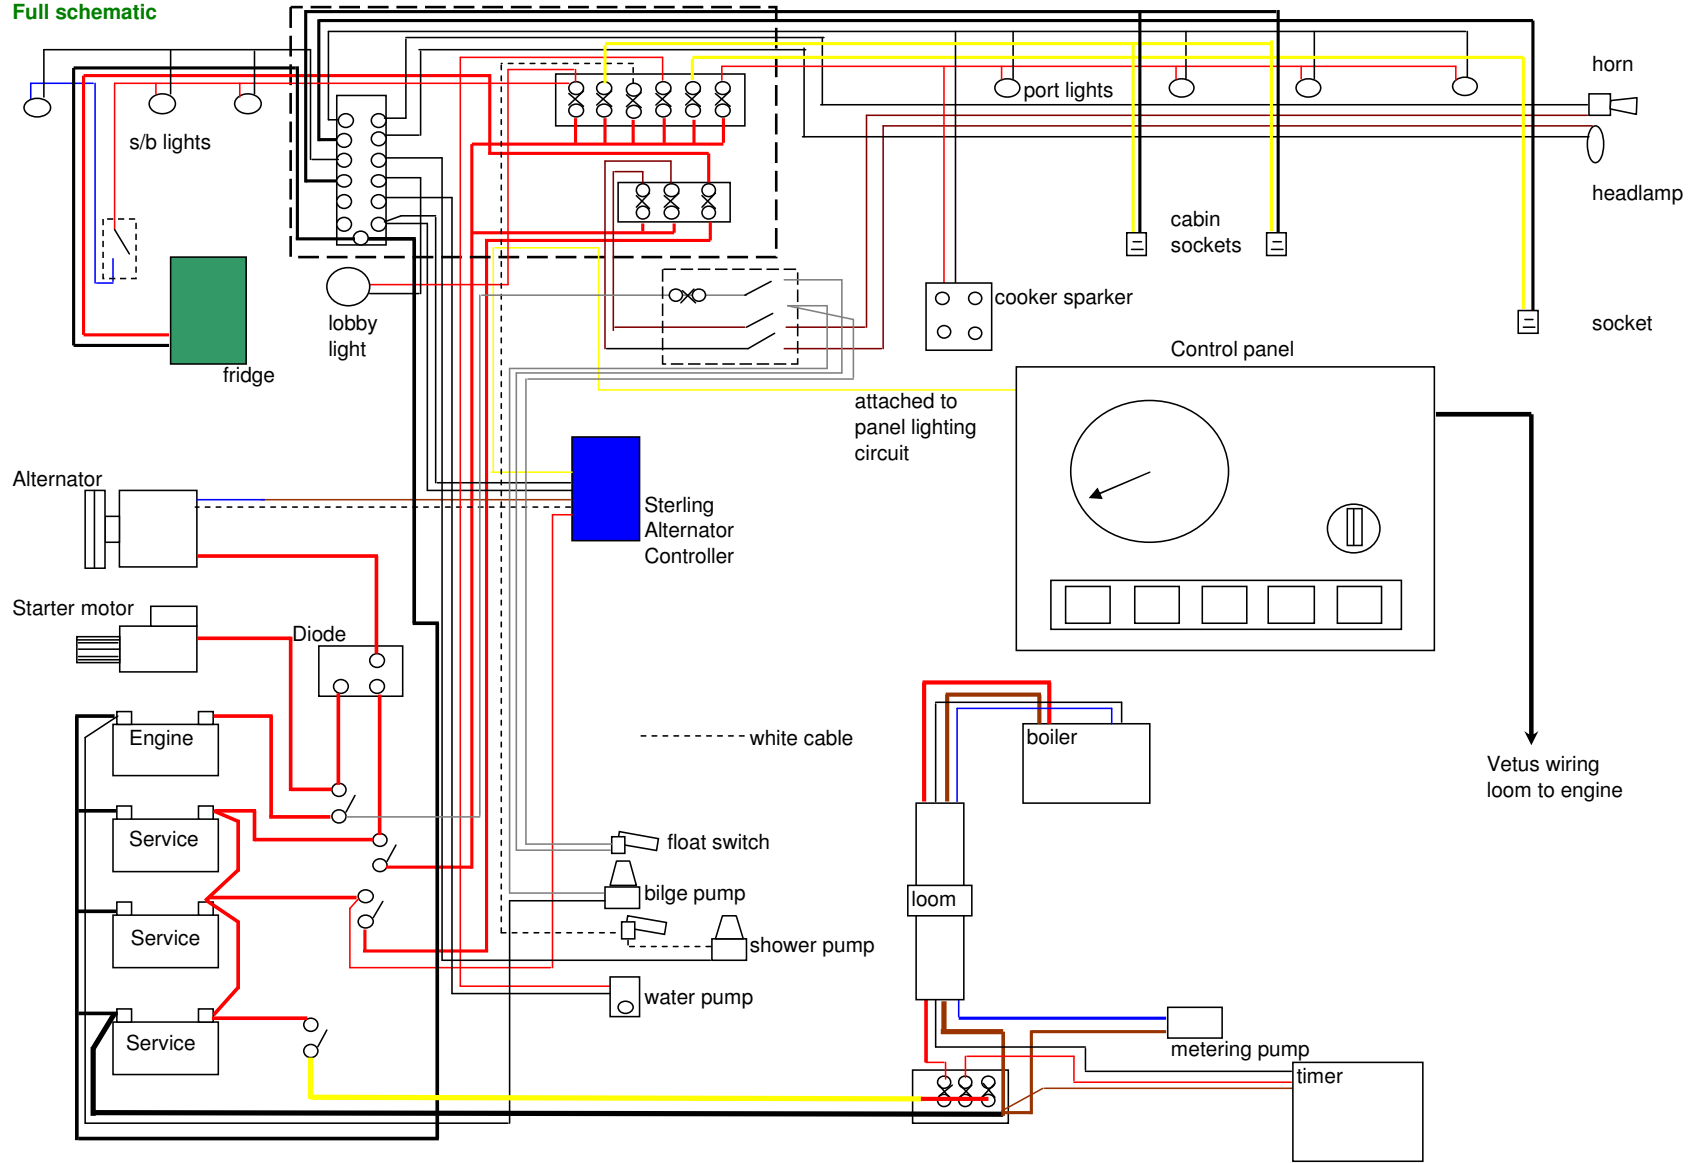 Full schematic
horn
port lights
s/b lights
headlamp
cabin
sockets
cooker sparker
lobby
light
socket
Control panel
fridge
attached to
panel lighting
circuit
Alternator
Sterling
Alternator
Controller
Starter motor
Diode
Engine
white cable
boiler
Vetus wiring
loom to engine
Service
float switch
bilge pump
loom
Service
shower pump
water pump
Service
metering pump
timer